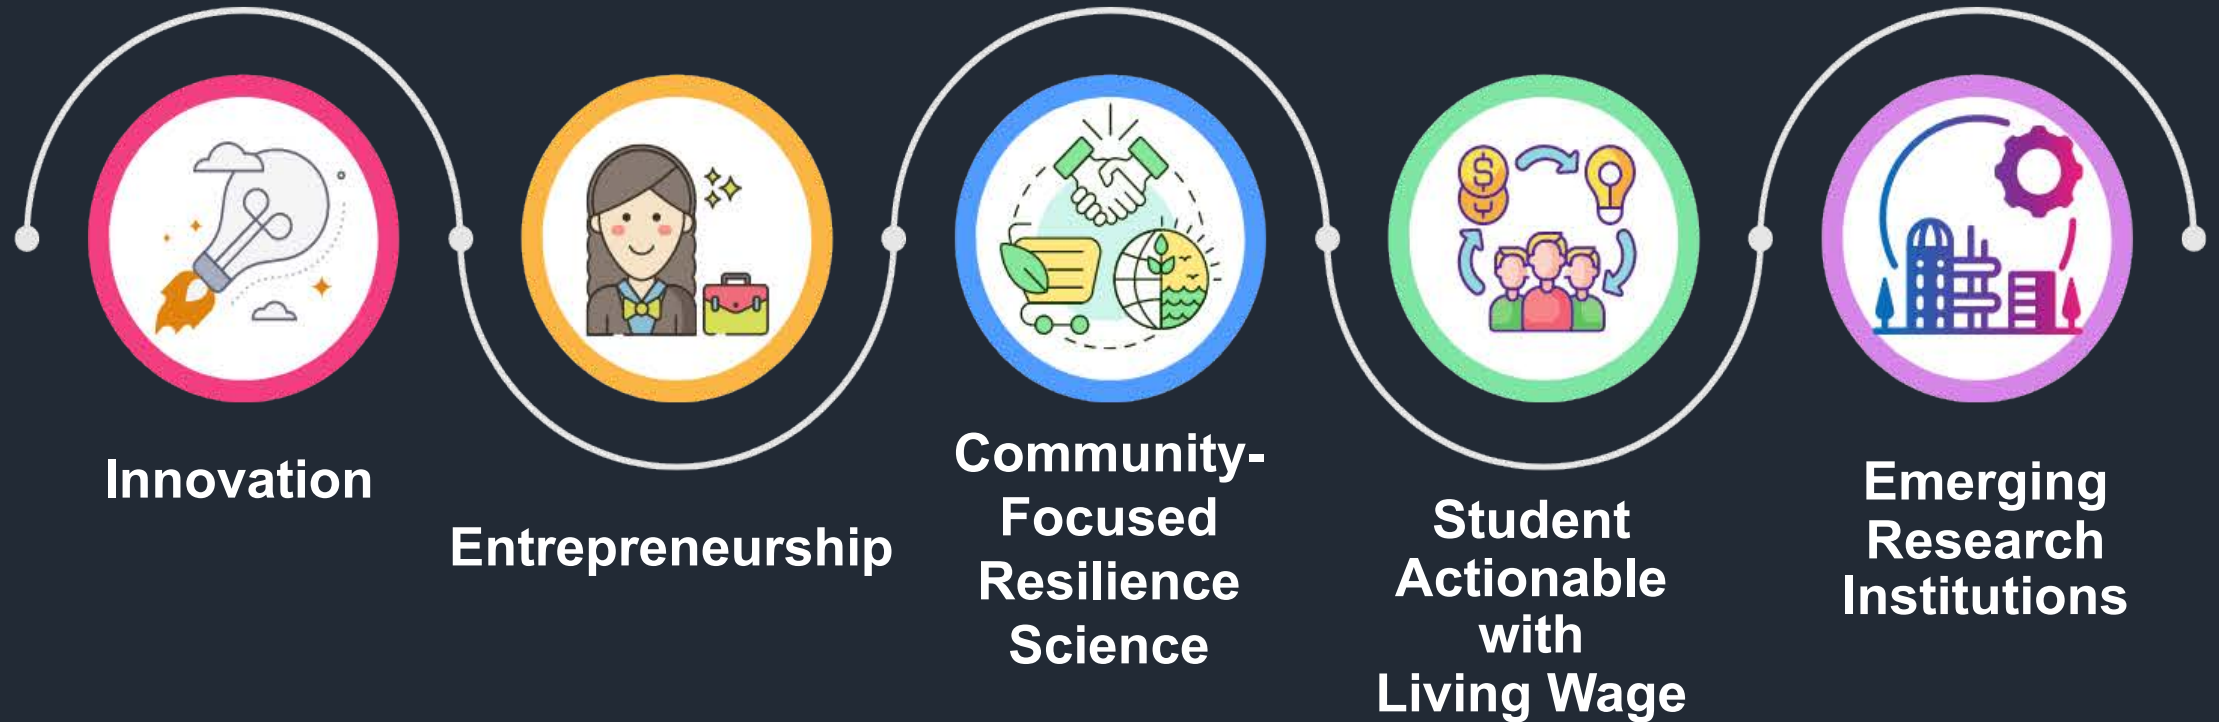 Innovation
Entrepreneurship
Community-
Focused
Resilience
Science
Student
Actionable
with
Living Wage
Emerging
Research
Institutions